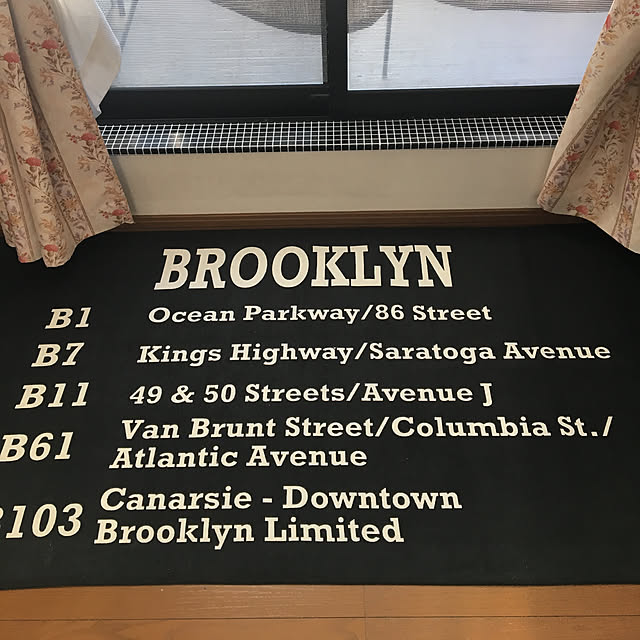 BROOKLYN
B1 Ocean Parkway/86 Street
B7 Kings Highway/Saratoga Avenue
B11 49 & 50 Streets/Avenue J
B61 Van Brunt Street/Columbia St./
Atlantic Avenue
B103 Canarsie - Downtown
Brooklyn Limited